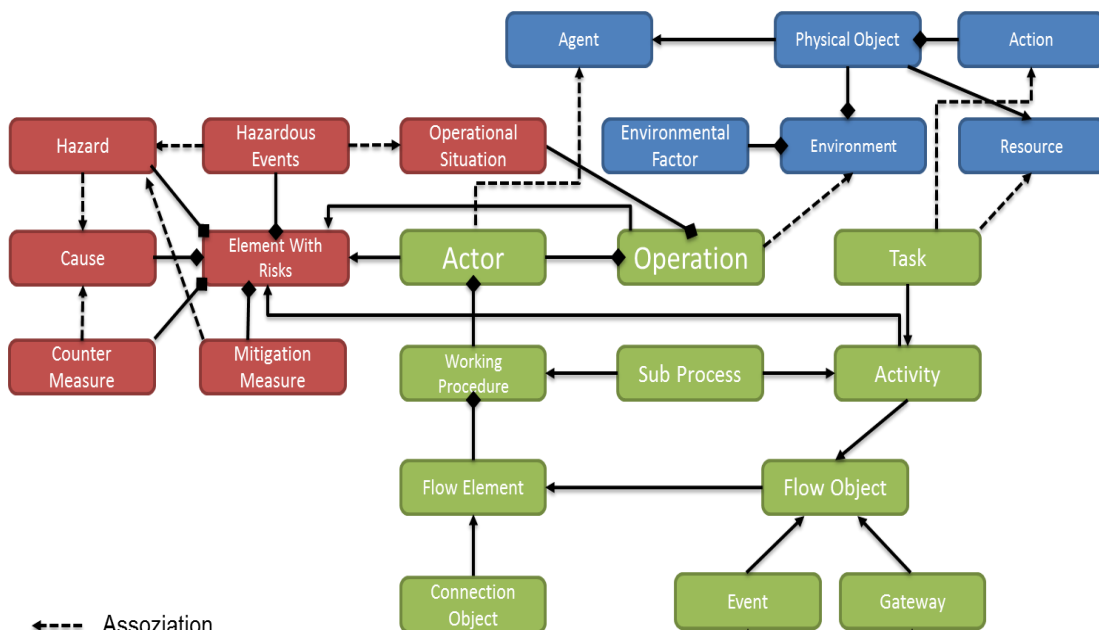 Agent
Physical Object
Action
Hazard
Hazardous
Events
Operational
Situation
Environmental
Factor
Environment
Resource
Cause
Element With
Risks
Actor
Operation
Task
Counter
Measure
Mitigation
Measure
Working
Procedure
Sub Process
Activity
Flow Element
Flow Object
Connection
Object
Event
Gateway
Assoziation